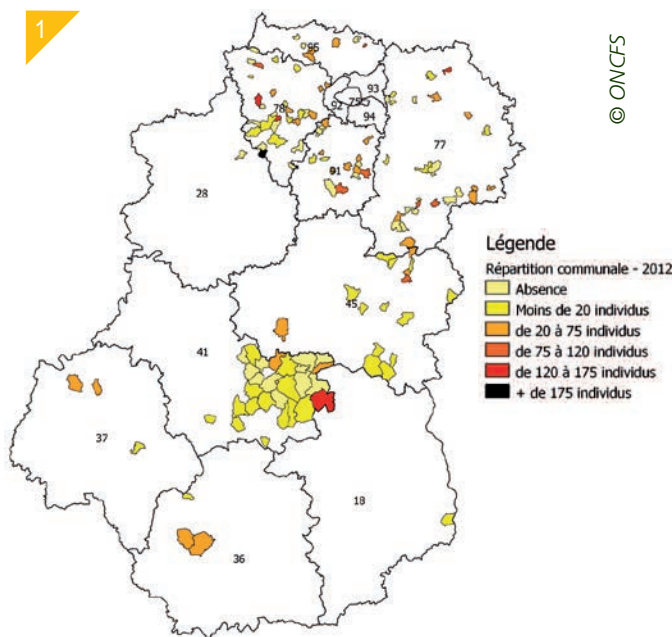 1
© ONCFS
95
93
78
92
75
94
77
91
28
Légende
Répartition communale - 2012
Absence
Moins de 20 individus
de 20 à 75 individus
de 75 à 120 individus
de 120 à 175 individus
+ de 175 individus
45
41
37
18
36